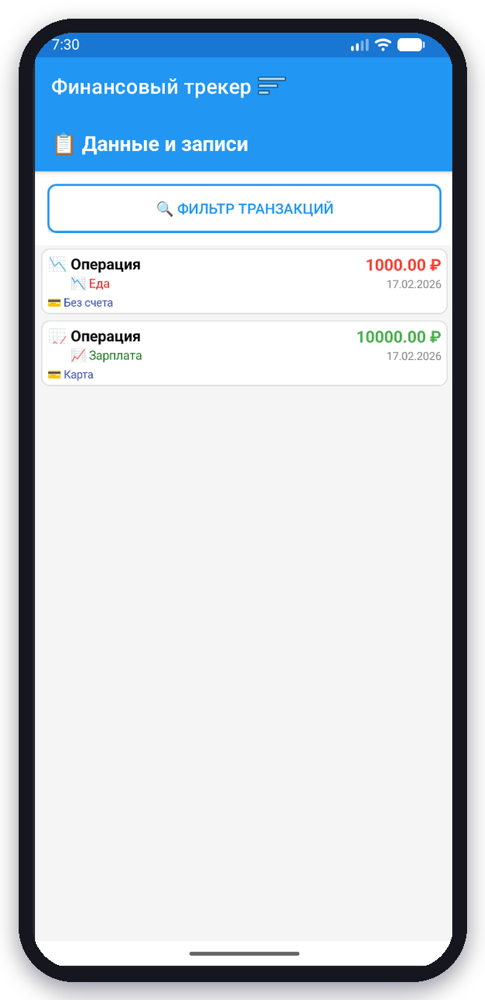 7:30
Финансовый трекер
📋 Данные и записи
🔍 ФИЛЬТР ТРАНЗАКЦИЙ
📉 Операция 1000.00 ₽
📉 Еда 17.02.2026
💳 Без счета
📈 Операция 10000.00 ₽
📈 Зарплата 17.02.2026
💳 Карта